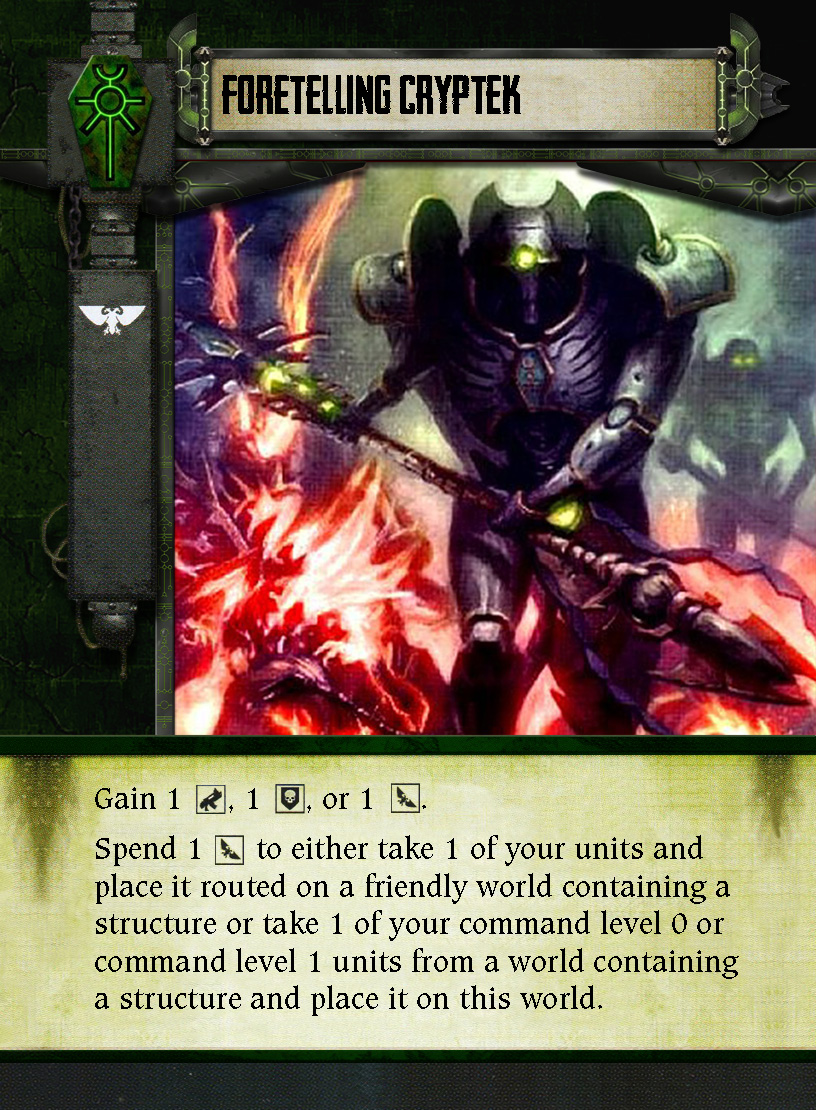 FORETELLING CRYPTEK
Gain 1 , 1 , or 1 .
Spend 1 to either take 1 of your units and
place it routed on a friendly world containing a
structure or take 1 of your command level 0 or
command level 1 units from a world containing
a structure and place it on this world.